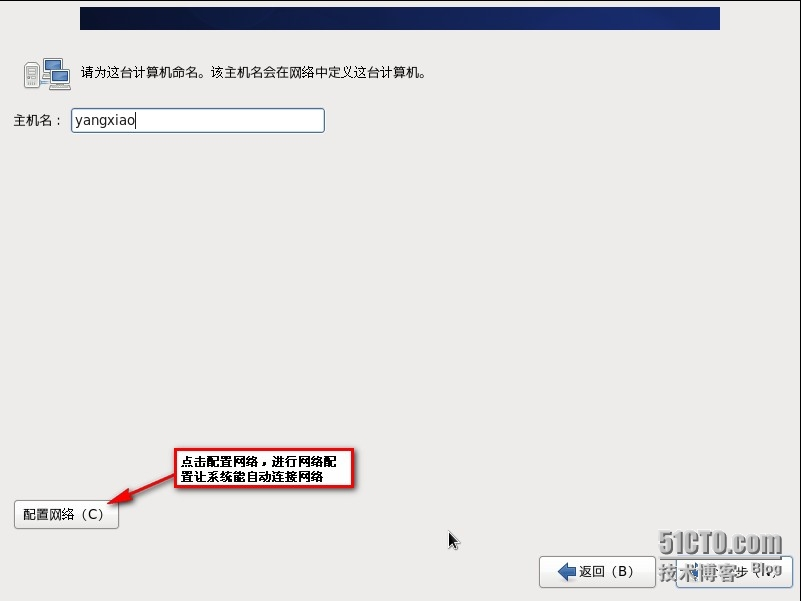 请为这台计算机命名。该主机名会在网络中定义这台计算机。
主机名：
yangxiao
点击配置网络，进行网络配
置让系统能自动连接网络
配置网络（C）
返回（B）
步
51CTO.com
技术博客
Blog